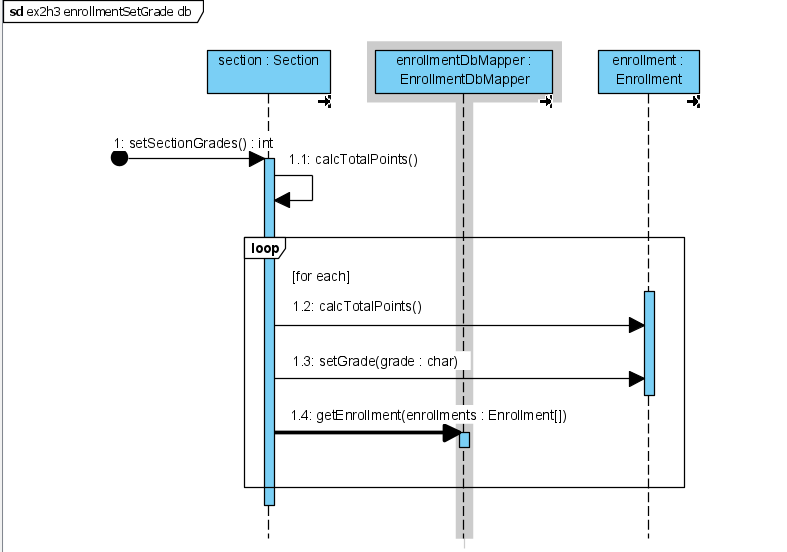 sd ex2h3 enrollmentSetGrade db
section : Section
enrollmentDbMapper :
EnrollmentDbMapper
enrollment :
Enrollment
1: setSectionGrades() : int
1.1: calcTotalPoints()
loop
[for each]
1.2: calcTotalPoints()
1.3: setGrade(grade : char)
1.4: getEnrollment(enrollments : Enrollment[])